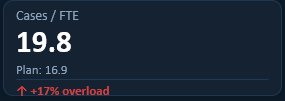 Cases / FTE
19.8
Plan: 16.9
↑ +17% overload